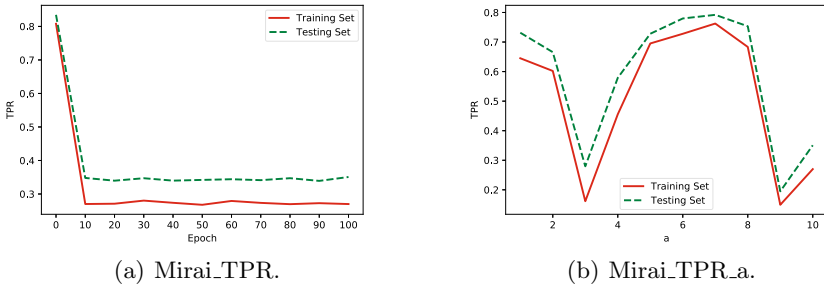 Training Set
Testing Set
0.8
0.7
0.6
TPR
0.5
0.4
0.3
0 10 20 30 40 50 60 70 80 90 100
Epoch
(a) Mirai_TPR.
0.8
0.7
0.6
0.5
TPR
0.4
0.3
0.2
Training Set
Testing Set
2 4 6 8 10
a
(b) Mirai_TPR_a.